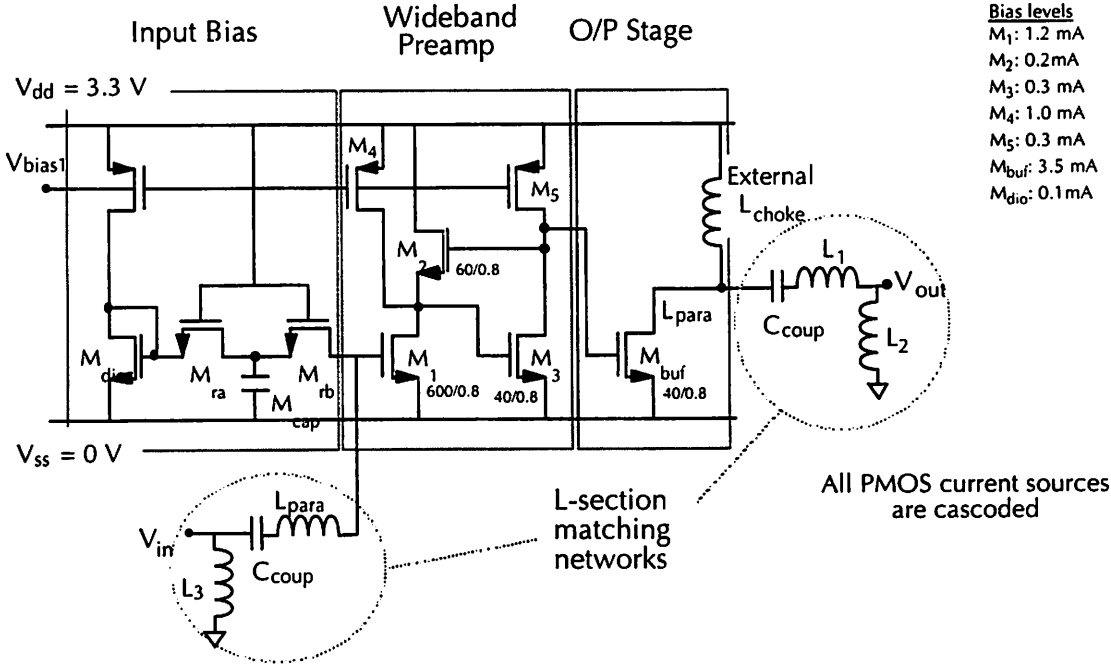 Input Bias
Wideband
Preamp
O/P Stage
Bias levels
M1: 1.2 mA
M2: 0.2mA
M3: 0.3 mA
M4: 1.0 mA
M5: 0.3 mA
Mbuf: 3.5 mA
Mdio: 0.1mA
Vdd = 3.3 V
Vbias1
M4
M5
External
Lchoke
M2
60/0.8
L1
Vout
Ccoup
L2
Lpara
Mdio
Mra
Mrb
Mcap
M1
600/0.8
M3
40/0.8
Mbuf
40/0.8
Vss = 0 V
Lpara
Vin
Ccoup
L3
L-section
matching
networks
All PMOS current sources
are cascoded